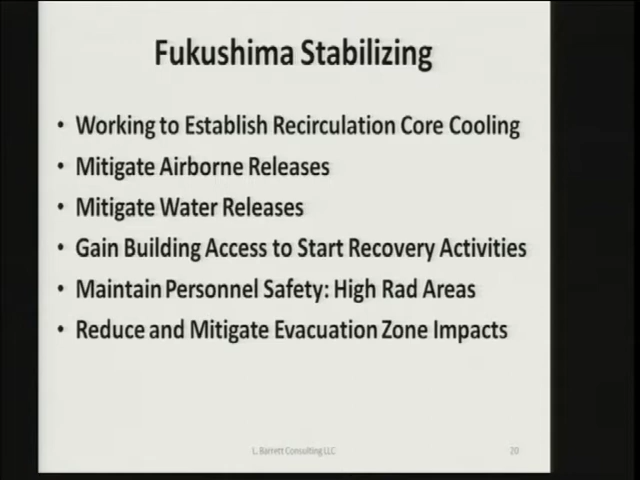 Fukushima Stabilizing
• Working to Establish Recirculation Core Cooling
• Mitigate Airborne Releases
• Mitigate Water Releases
• Gain Building Access to Start Recovery Activities
• Maintain Personnel Safety: High Rad Areas
• Reduce and Mitigate Evacuation Zone Impacts
L. Barrett Consulting LLC
20